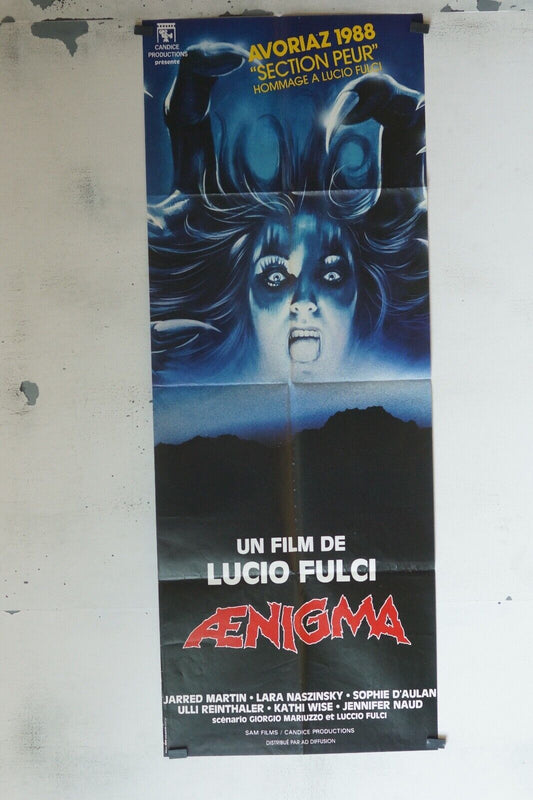 CANDICE
PRODUCTIONS
présente
AVORIAZ 1988
"SECTION PEUR"
HOMMAGE A LUCIO FULCI
UN FILM DE
LUCIO FULCI
ÆNIGMA
JARRED MARTIN • LARA NASZINSKY • SOPHIE D'AULAN
ULLI REINTHALER • KATHI WISE • JENNIFER NAUD
scénario GIORGIO MARIUZZO et LUCCIO FULCI
SAM FILMS / CANDICE PRODUCTIONS
DISTRIBUÉ PAR AD DIFFUSION